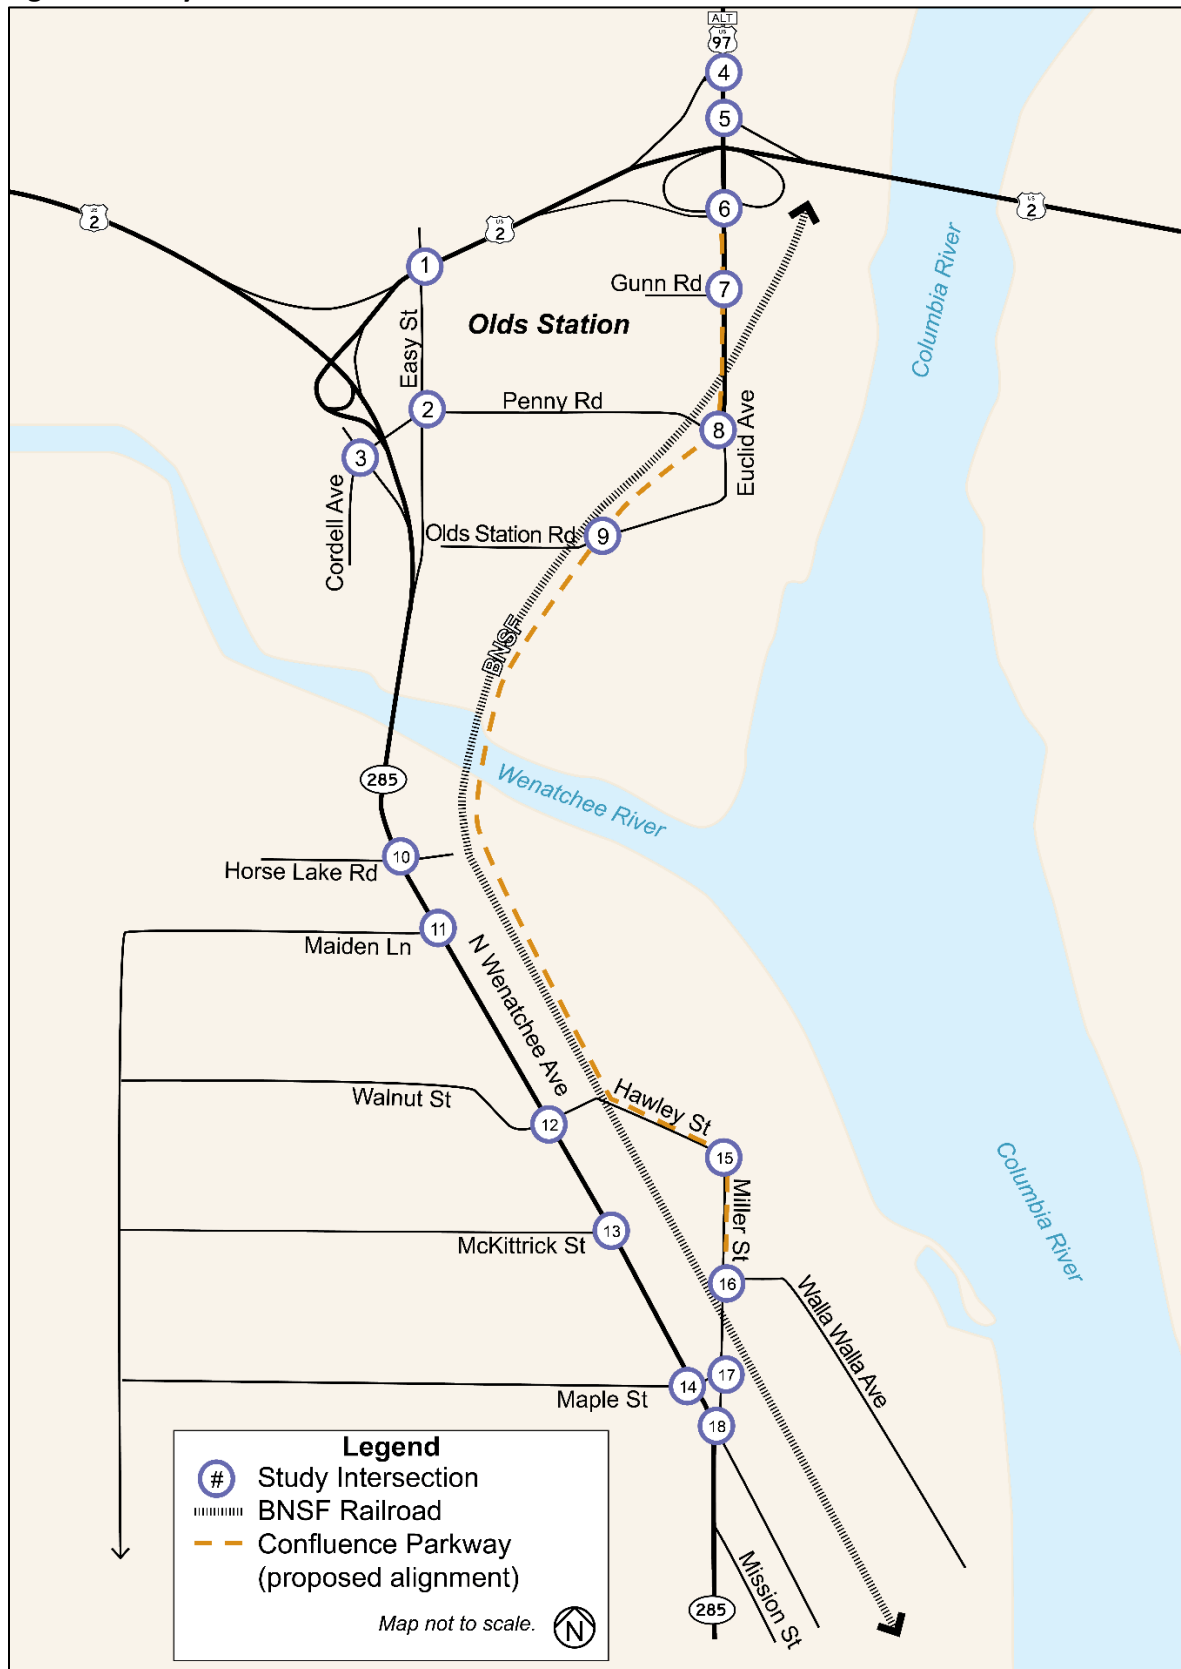 ALT
US
97
4
5
US
2
6
US
2
US
2
1
Gunn Rd
7
Columbia River
Olds Station
Easy St
2
Penny Rd
8
Euclid Ave
3
Cordell Ave
Olds Station Rd
9
BNSF
285
Wenatchee River
10
Horse Lake Rd
11
Maiden Ln
N Wenatchee Ave
Walnut St
12
Hawley St
15
Miller St
Columbia River
McKittrick St
13
16
Walla Walla Ave
Maple St
14
17
18
Mission St
285
Legend
# Study Intersection
BNSF Railroad
Confluence Parkway
(proposed alignment)
Map not to scale.
N